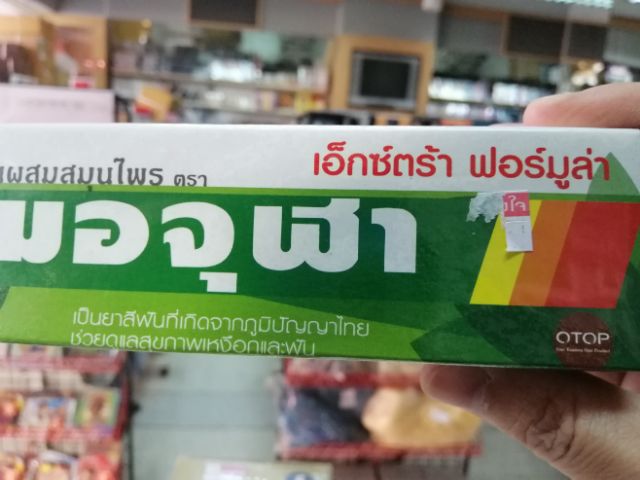 ผสมสมุนไพร ตรา
เอ็กซ์ตร้า ฟอร์มูล่า
มอจุฬา
เป็นยาสีฟันที่เกิดจากภูมิปัญญาไทย
ช่วยดูแลสุขภาพเหงือกและฟัน
OTOP